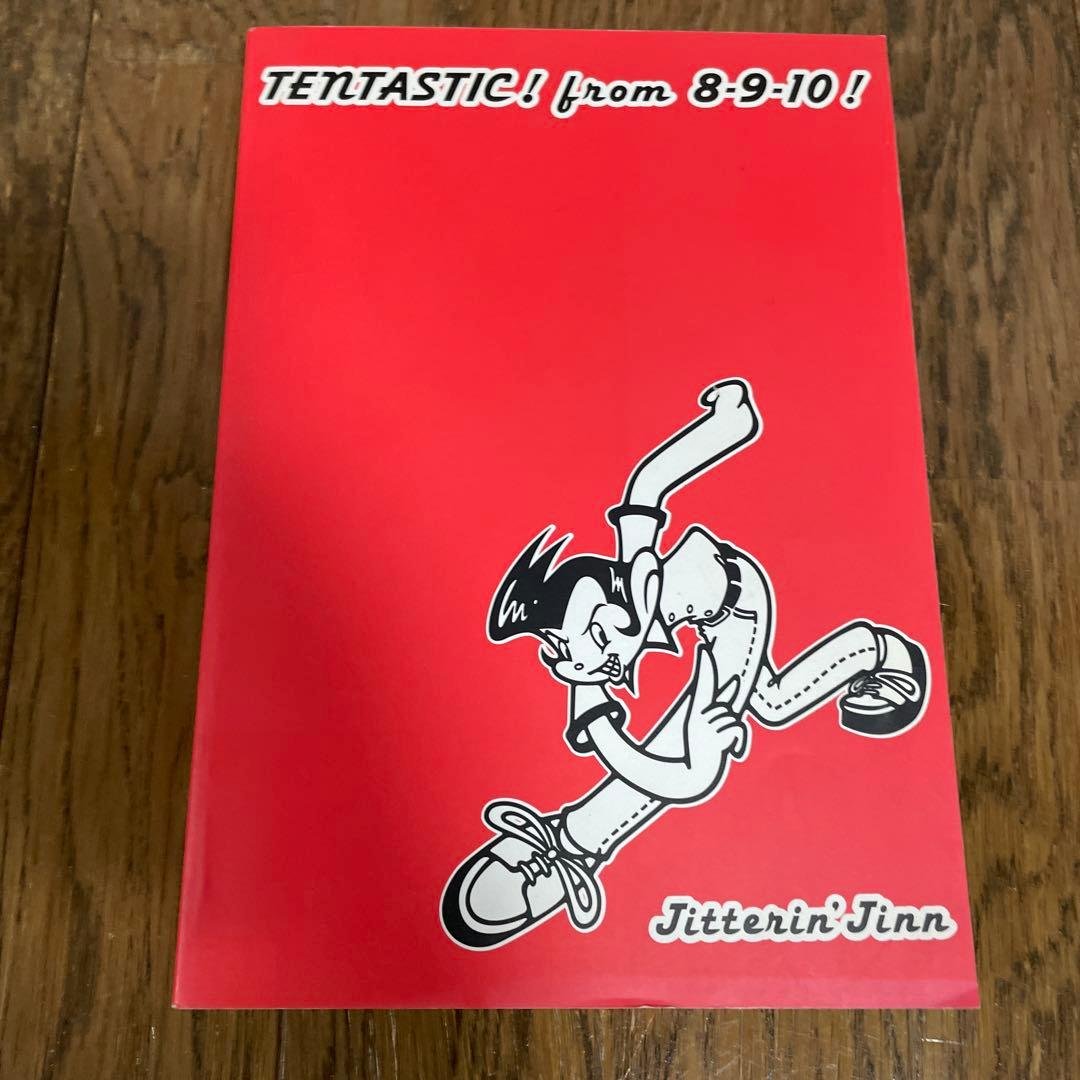 TENTASTIC! from 8-9-10!
Jitterin' Jinn